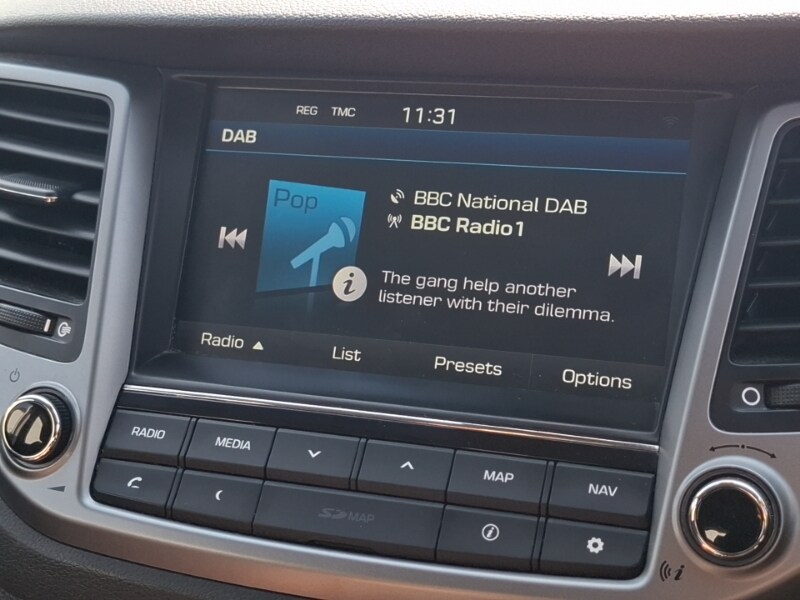 REG TMC 11:31
DAB
Pop
BBC National DAB
BBC Radio1
i
The gang help another
listener with their dilemma.
Radio List Presets Options
RADIO MEDIA MAP NAV
SD MAP i
i